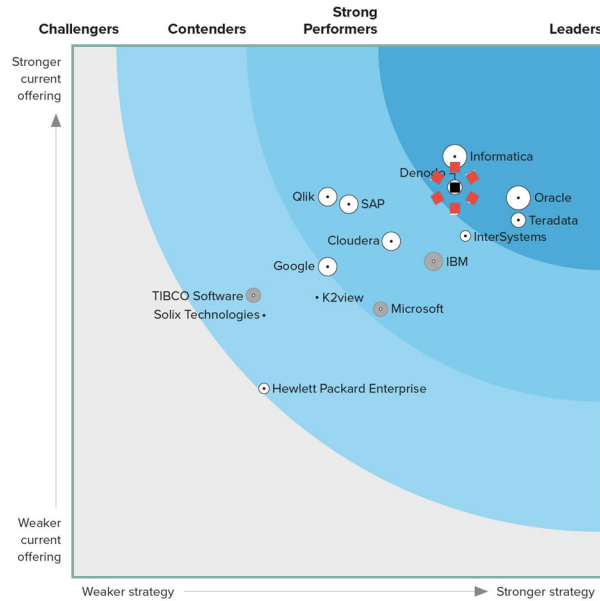 Challengers
Contenders
Strong
Performers
Leaders
Stronger
current
offering
Informatica
Denodo
Qlik
SAP
Oracle
Teradata
Cloudera
InterSystems
Google
IBM
TIBCO Software
K2view
Solix Technologies
Microsoft
Hewlett Packard Enterprise
Weaker
current
offering
Weaker strategy
Stronger strategy